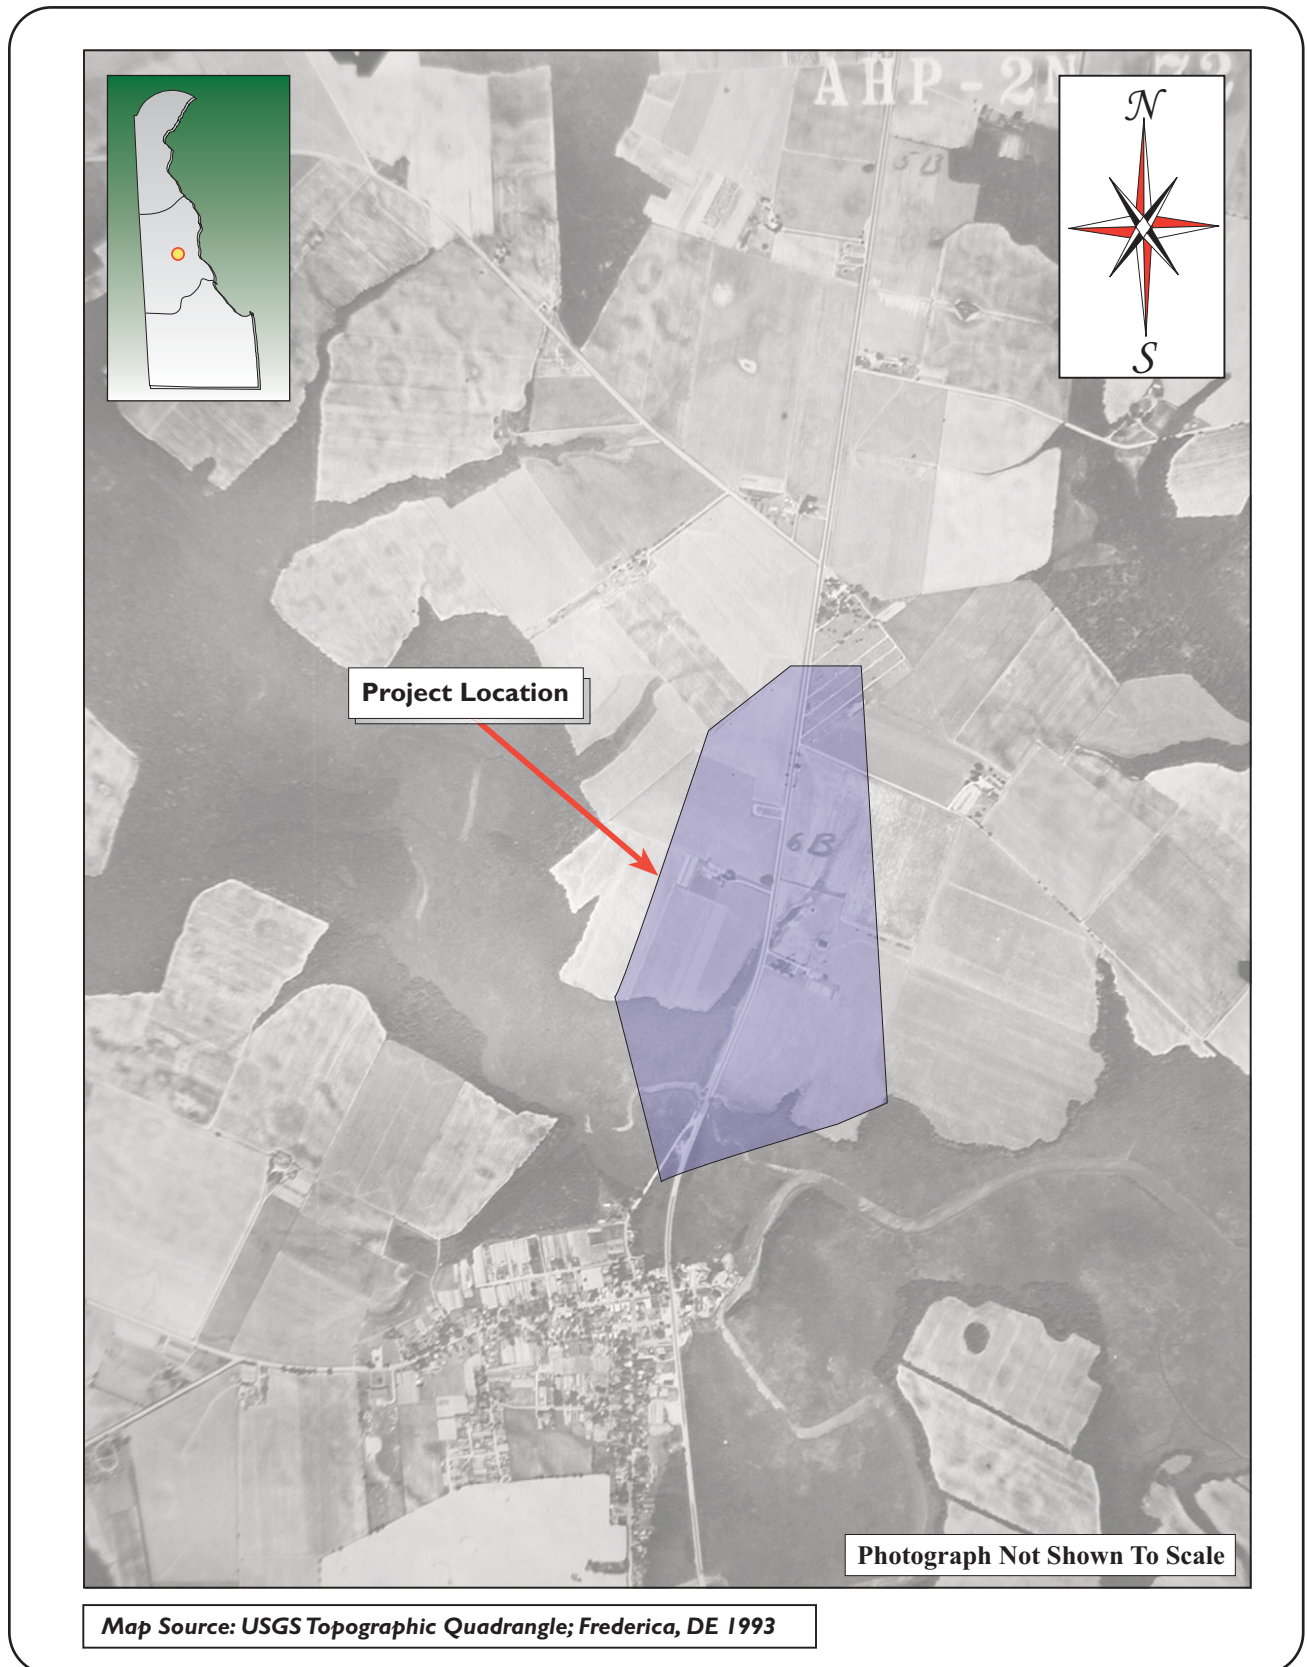 AHP-2N 73
N
5B
S
Project Location
6B
Photograph Not Shown To Scale
Map Source: USGS Topographic Quadrangle; Frederica, DE 1993